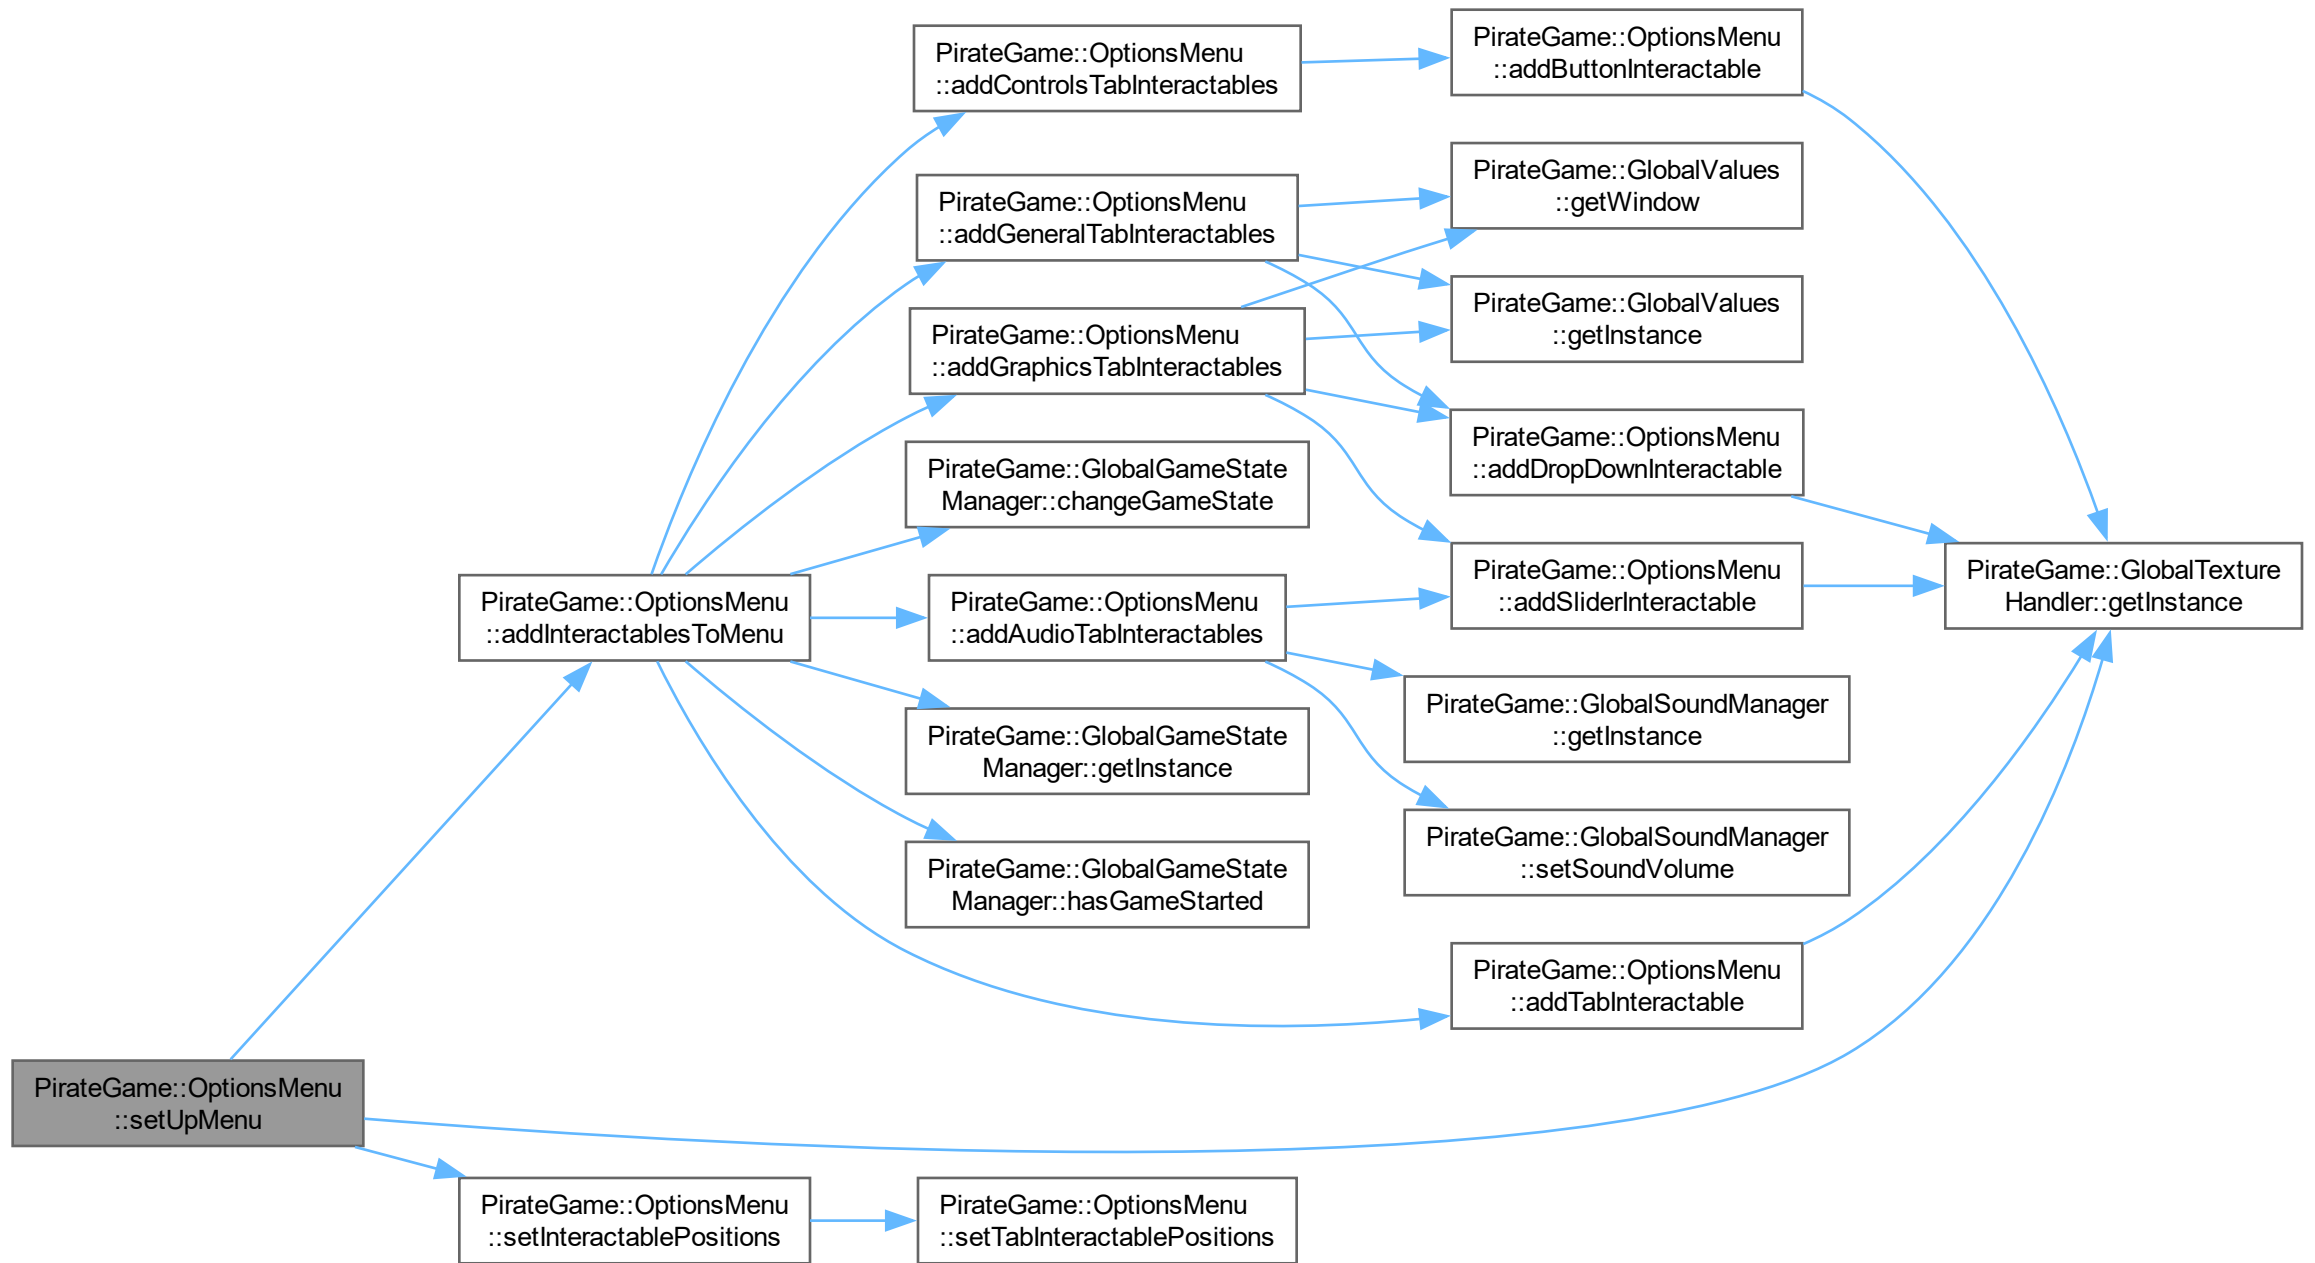 PirateGame::OptionsMenu
::addControlsTabInteractables
PirateGame::OptionsMenu
::addButtonInteractable
PirateGame::GlobalValues
::getWindow
PirateGame::OptionsMenu
::addGeneralTabInteractables
PirateGame::GlobalValues
::getInstance
PirateGame::OptionsMenu
::addGraphicsTabInteractables
PirateGame::OptionsMenu
::addDropDownInteractable
PirateGame::GlobalGameState
Manager::changeGameState
PirateGame::OptionsMenu
::addSliderInteractable
PirateGame::GlobalTexture
Handler::getInstance
PirateGame::OptionsMenu
::addInteractablesToMenu
PirateGame::OptionsMenu
::addAudioTabInteractables
PirateGame::GlobalSoundManager
::getInstance
PirateGame::GlobalGameState
Manager::getInstance
PirateGame::GlobalSoundManager
::setSoundVolume
PirateGame::GlobalGameState
Manager::hasGameStarted
PirateGame::OptionsMenu
::addTabInteractable
PirateGame::OptionsMenu
::setUpMenu
PirateGame::OptionsMenu
::setInteractablePositions
PirateGame::OptionsMenu
::setTabInteractablePositions